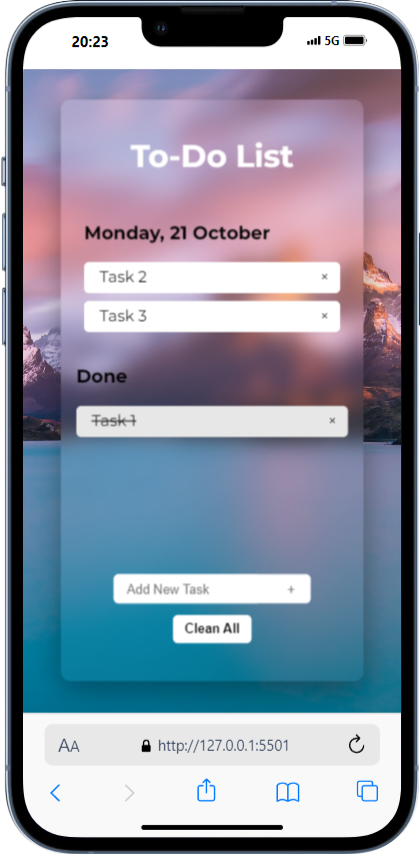 20:23
5G
To-Do List
Monday, 21 October
Task 2 ×
Task 3 ×
Done
Task 1 ×
Add New Task +
Clean All
AA http://127.0.0.1:5501